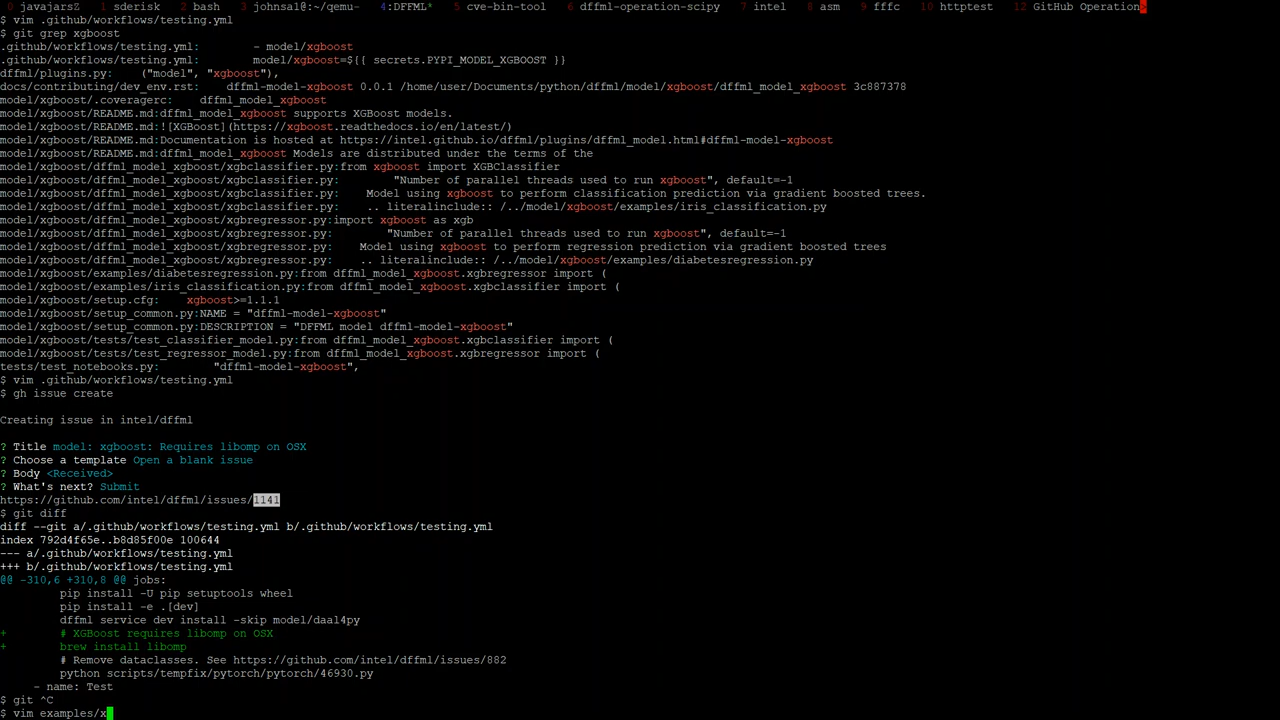 0 javajarsZ 1 sderisk 2 bash 3 johnsal@:~/qemu- 4:DFFML* 5 cve-bin-tool 6 dffml-operation-scipy 7 intel 8 asm 9 fffc 10 httptest 12 GitHub Operation>
$ vim .github/workflows/testing.yml
$ git grep xgboost
.github/workflows/testing.yml:        - model/xgboost
.github/workflows/testing.yml:        model/xgboost=${{ secrets.PYPI_MODEL_XGBOOST }}
dffml/plugins.py:    ("model", "xgboost"),
docs/contributing/dev_env.rst:    dffml-model-xgboost 0.0.1 /home/user/Documents/python/dffml/model/xgboost/dffml_model_xgboost 3c887378
model/xgboost/.coveragerc:    dffml_model_xgboost
model/xgboost/README.md:dffml_model_xgboost supports XGBoost models.
model/xgboost/README.md:![XGBoost](https://xgboost.readthedocs.io/en/latest/)
model/xgboost/README.md:Documentation is hosted at https://intel.github.io/dffml/plugins/dffml_model.html#dffml-model-xgboost
model/xgboost/README.md:dffml_model_xgboost Models are distributed under the terms of the
model/xgboost/dffml_model_xgboost/xgbclassifier.py:from xgboost import XGBClassifier
model/xgboost/dffml_model_xgboost/xgbclassifier.py:        "Number of parallel threads used to run xgboost", default=-1
model/xgboost/dffml_model_xgboost/xgbclassifier.py:    Model using xgboost to perform classification prediction via gradient boosted trees.
model/xgboost/dffml_model_xgboost/xgbclassifier.py:    .. literalinclude:: /../model/xgboost/examples/iris_classification.py
model/xgboost/dffml_model_xgboost/xgbregressor.py:import xgboost as xgb
model/xgboost/dffml_model_xgboost/xgbregressor.py:        "Number of parallel threads used to run xgboost", default=-1
model/xgboost/dffml_model_xgboost/xgbregressor.py:    Model using xgboost to perform regression prediction via gradient boosted trees
model/xgboost/dffml_model_xgboost/xgbregressor.py:    .. literalinclude:: /../model/xgboost/examples/diabetesregression.py
model/xgboost/examples/diabetesregression.py:from dffml_model_xgboost.xgbregressor import (
model/xgboost/examples/iris_classification.py:from dffml_model_xgboost.xgbclassifier import (
model/xgboost/setup.cfg:    xgboost>=1.1.1
model/xgboost/setup_common.py:NAME = "dffml-model-xgboost"
model/xgboost/setup_common.py:DESCRIPTION = "DFFML model dffml-model-xgboost"
model/xgboost/tests/test_classifier_model.py:from dffml_model_xgboost.xgbclassifier import (
model/xgboost/tests/test_regressor_model.py:from dffml_model_xgboost.xgbregressor import (
tests/test_notebooks.py:        "dffml-model-xgboost",
$ vim .github/workflows/testing.yml
$ gh issue create
Creating issue in intel/dffml
? Title model: xgboost: Requires libomp on OSX
? Choose a template Open a blank issue
? Body <Received>
? What's next? Submit
https://github.com/intel/dffml/issues/1141
$ git diff
diff --git a/.github/workflows/testing.yml b/.github/workflows/testing.yml
index 792d4f65e..b8d85f00e 100644
--- a/.github/workflows/testing.yml
+++ b/.github/workflows/testing.yml
@@ -310,6 +310,8 @@ jobs:
         pip install -U pip setuptools wheel
         pip install -e .[dev]
         dffml service dev install -skip model/daal4py
+        # XGBoost requires libomp on OSX
+        brew install libomp
         # Remove dataclasses. See https://github.com/intel/dffml/issues/882
         python scripts/tempfix/pytorch/pytorch/46930.py
     - name: Test
$ git ^C
$ vim examples/x